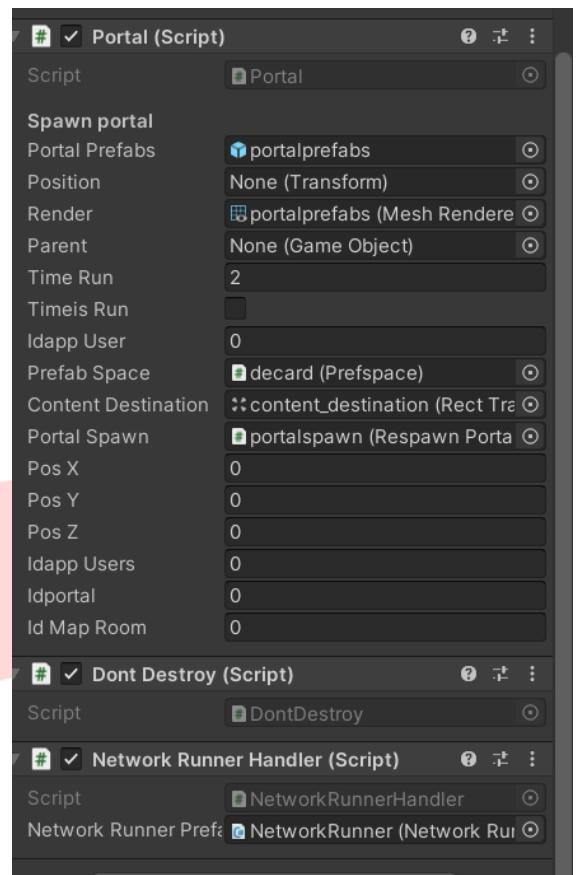 Portal (Script)
Script Portal
Spawn portal
Portal Prefabs portalprefabs
Position None (Transform)
Render portalprefabs (Mesh Rendere
Parent None (Game Object)
Time Run 2
Timeis Run
Idapp User 0
Prefab Space decard (Prefspace)
Content Destination content_destination (Rect Tra
Portal Spawn portalspawn (Respawn Porta
Pos X 0
Pos Y 0
Pos Z 0
Idapp Users 0
Idportal 0
Id Map Room 0
# Dont Destroy (Script)
Script # DontDestroy
# Network Runner Handler (Script)
Script # NetworkRunnerHandler
Network Runner Prefa NetworkRunner (Network Rur